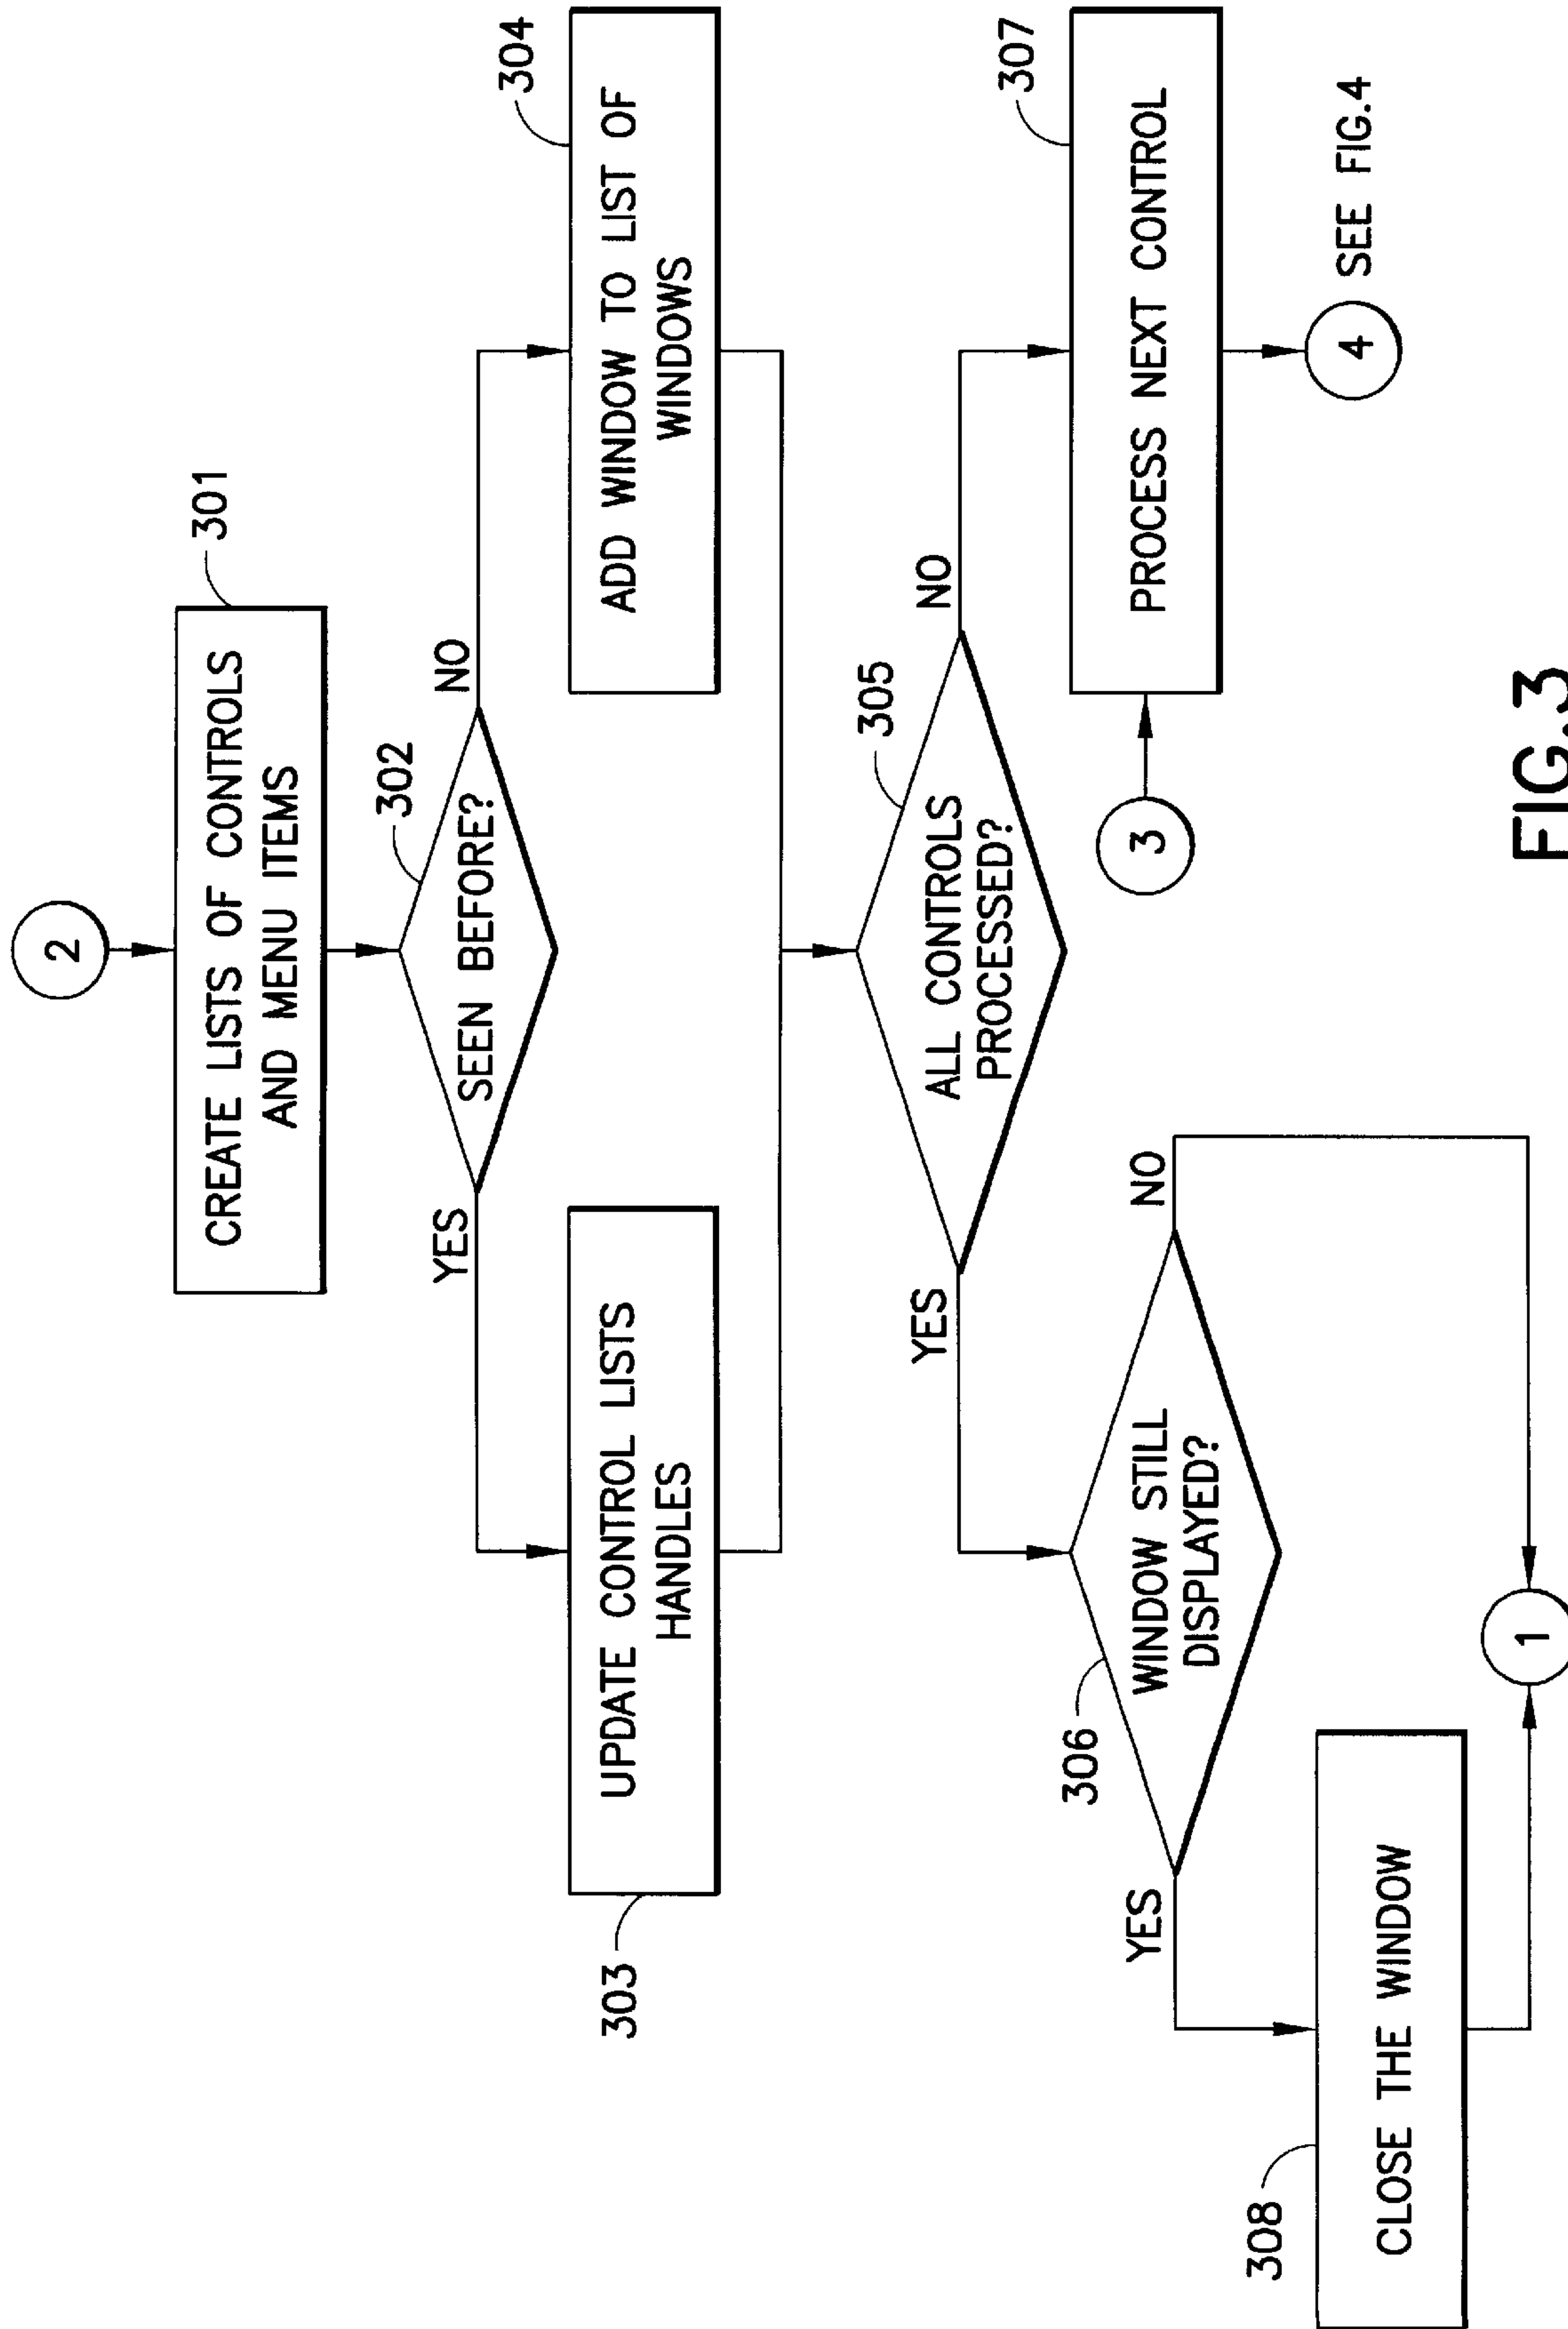 2
CREATE LISTS OF CONTROLS
AND MENU ITEMS
301
SEEN BEFORE?
302
YES
NO
UPDATE CONTROL LISTS
HANDLES
303
ADD WINDOW TO LIST OF
WINDOWS
304
ALL CONTROLS
PROCESSED?
305
YES
NO
WINDOW STILL
DISPLAYED?
306
YES
NO
3
PROCESS NEXT CONTROL
307
CLOSE THE WINDOW
308
1
4
SEE FIG.4
FIG.3